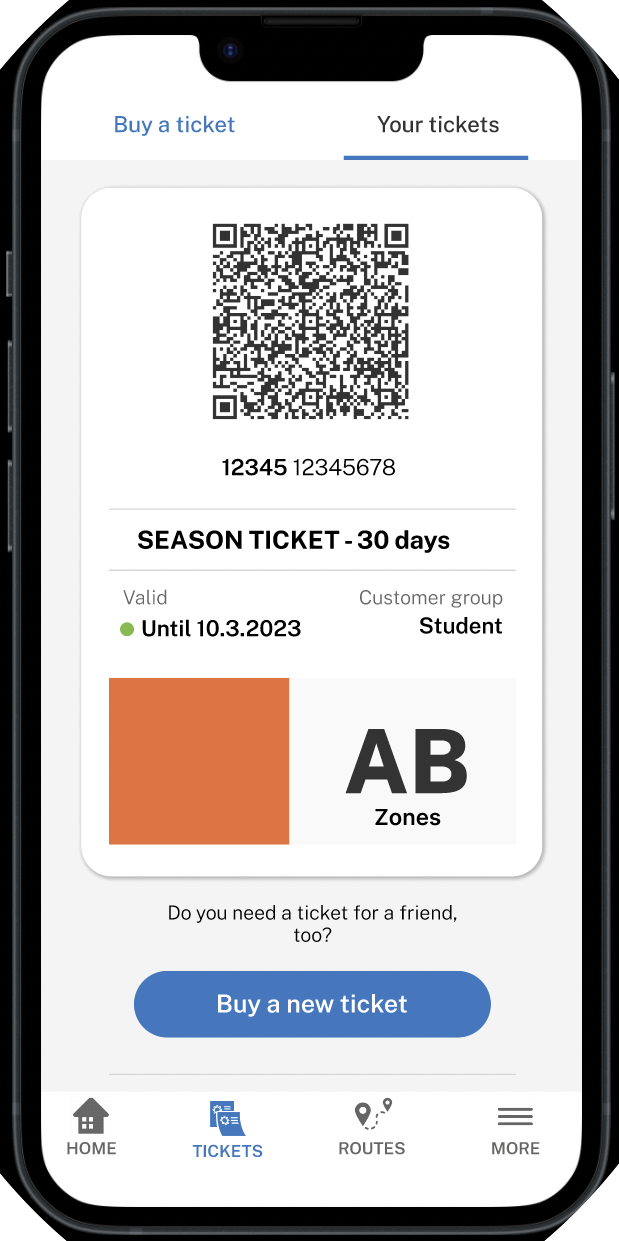 Buy a ticket
Your tickets
12345 12345678
SEASON TICKET - 30 days
Valid
Customer group
Until 10.3.2023
Student
AB
Zones
Do you need a ticket for a friend,
too?
Buy a new ticket
HOME
TICKETS
ROUTES
MORE